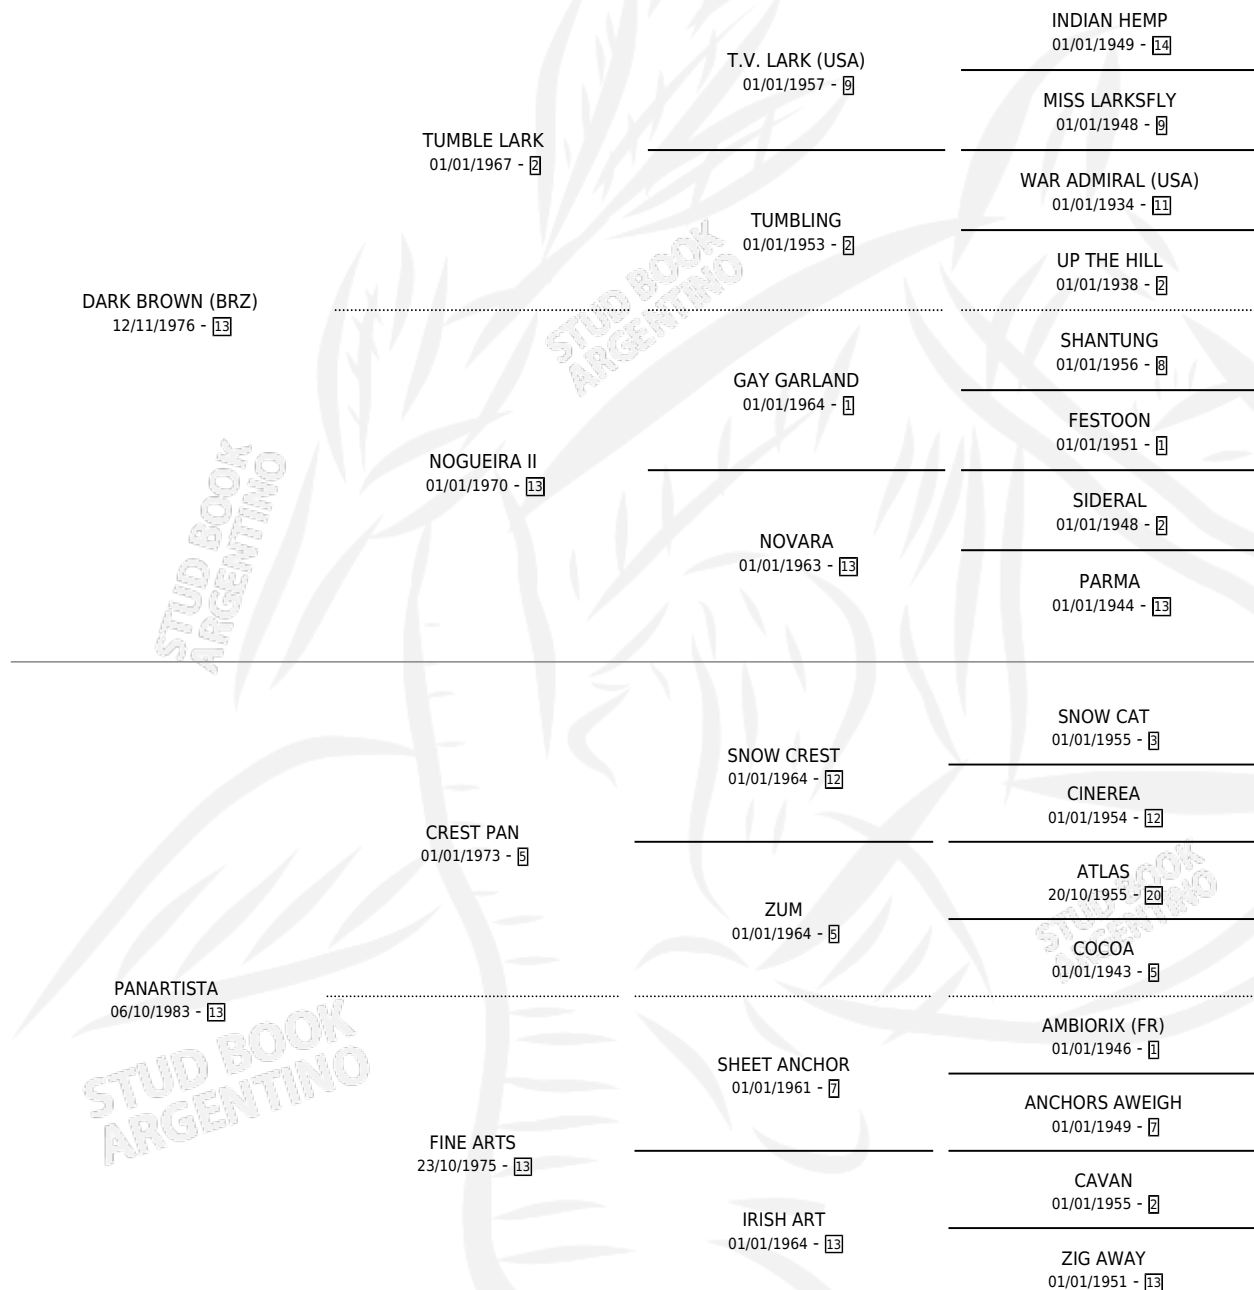 INDIAN HEMP
01/01/1949 - 14
T.V. LARK (USA)
01/01/1957 - 9
MISS LARKSFLY
01/01/1948 - 9
TUMBLE LARK
01/01/1967 - 2
WAR ADMIRAL (USA)
01/01/1934 - 11
TUMBLING
01/01/1953 - 2
UP THE HILL
01/01/1938 - 2
DARK BROWN (BRZ)
12/11/1976 - 13
SHANTUNG
01/01/1956 - 8
GAY GARLAND
01/01/1964 - 1
FESTOON
01/01/1951 - 1
NOGUEIRA II
01/01/1970 - 13
SIDERAL
01/01/1948 - 2
NOVARA
01/01/1963 - 13
PARMA
01/01/1944 - 13
SNOW CAT
01/01/1955 - 3
SNOW CREST
01/01/1964 - 12
CINEREA
01/01/1954 - 12
CREST PAN
01/01/1973 - 5
ATLAS
20/10/1955 - 20
ZUM
01/01/1964 - 5
COCOA
01/01/1943 - 5
PANARTISTA
06/10/1983 - 13
AMBIORIX (FR)
01/01/1946 - 1
SHEET ANCHOR
01/01/1961 - 7
ANCHORS AWEIGH
01/01/1949 - 7
FINE ARTS
23/10/1975 - 13
CAVAN
01/01/1955 - 2
IRISH ART
01/01/1964 - 13
ZIG AWAY
01/01/1951 - 13
STUD BOOK
ARGENTINO
STUD BOOK
ARGENTINO
STUD BOOK
ARGENTINO
STUD BOOK
ARGENTINO